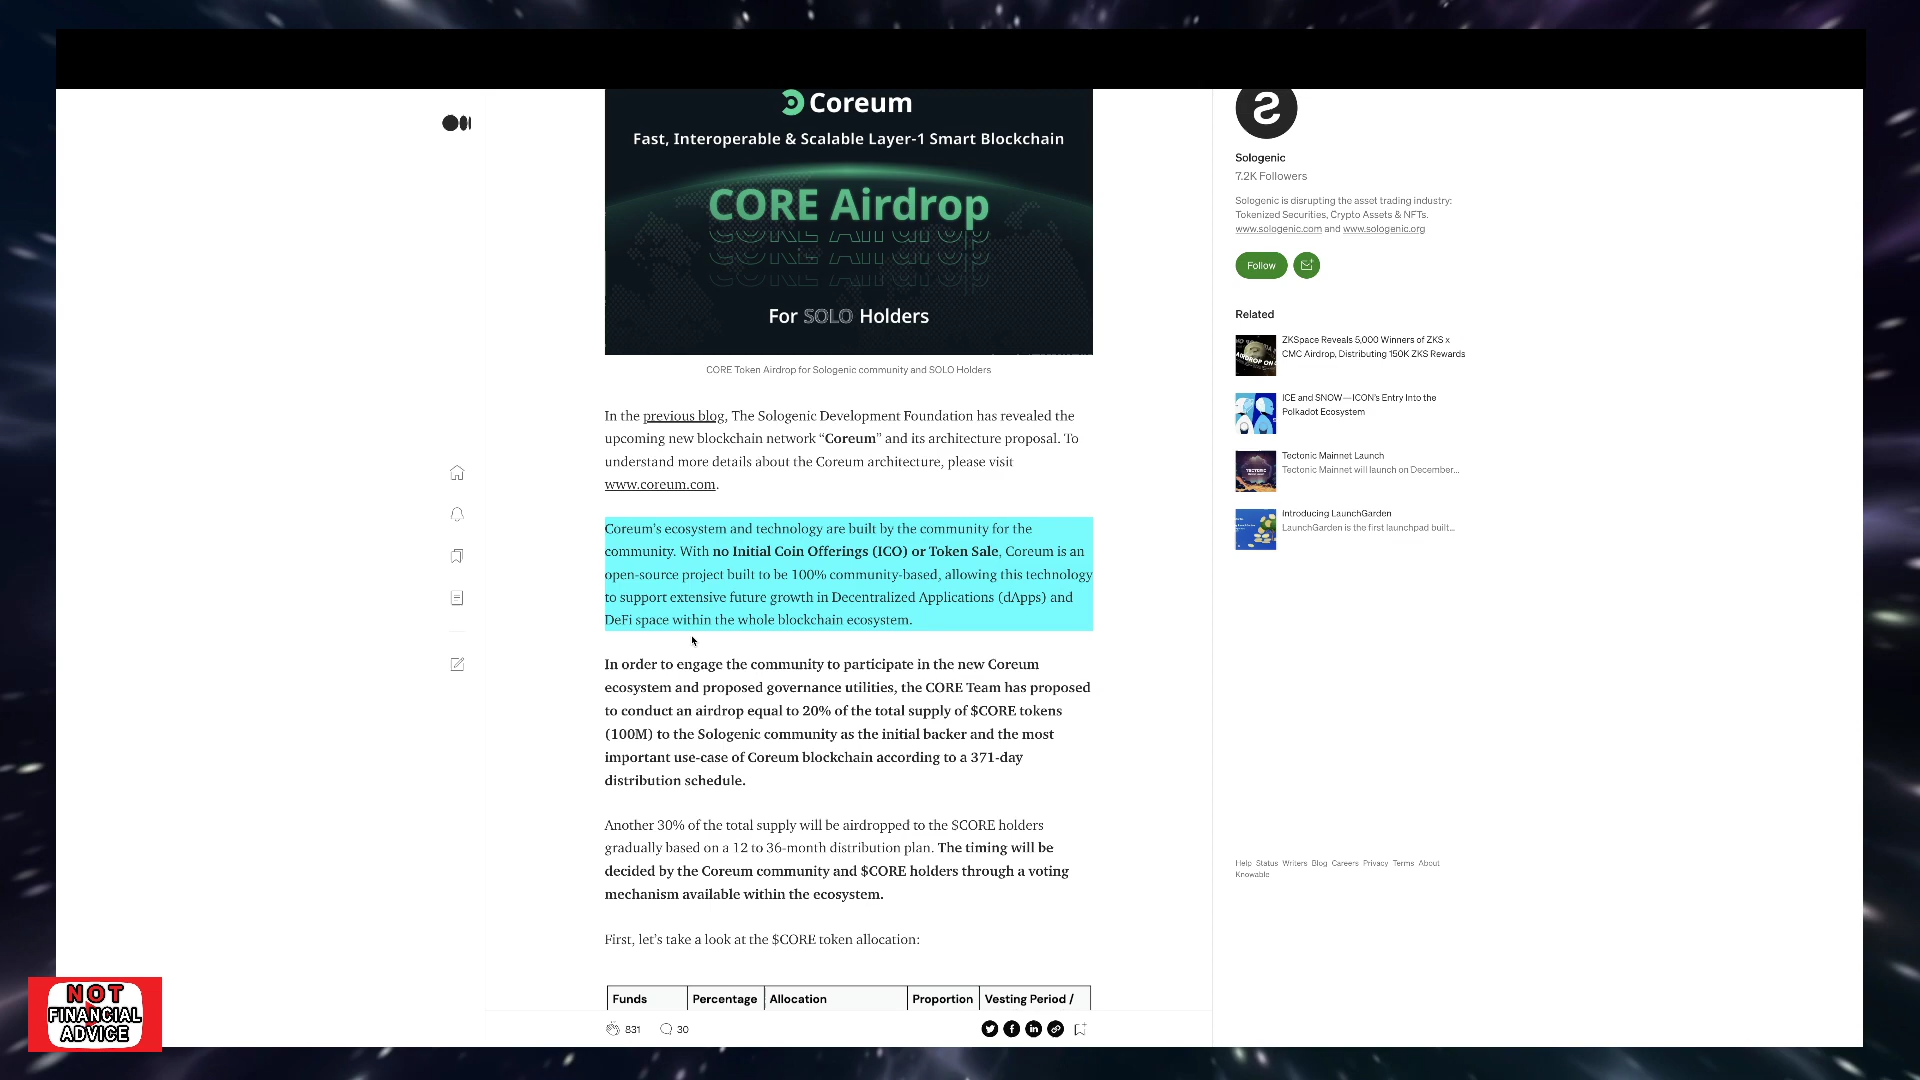 Coreum
Fast, Interoperable & Scalable Layer-1 Smart Blockchain
CORE Airdrop
CORE Airdrop
CORE Airdrop
CORE Airdrop
For SOLO Holders
CORE Token Airdrop for Sologenic community and SOLO Holders
In the previous blog, The Sologenic Development Foundation has revealed the
upcoming new blockchain network “Coreum” and its architecture proposal. To
understand more details about the Coreum architecture, please visit
www.coreum.com.
Coreum’s ecosystem and technology are built by the community for the
community. With no Initial Coin Offerings (ICO) or Token Sale, Coreum is an
open-source project built to be 100% community-based, allowing this technology
to support extensive future growth in Decentralized Applications (dApps) and
DeFi space within the whole blockchain ecosystem.
In order to engage the community to participate in the new Coreum
ecosystem and proposed governance utilities, the CORE Team has proposed
to conduct an airdrop equal to 20% of the total supply of $CORE tokens
(100M) to the Sologenic community as the initial backer and the most
important use-case of Coreum blockchain according to a 371-day
distribution schedule.
Another 30% of the total supply will be airdropped to the $CORE holders
gradually based on a 12 to 36-month distribution plan. The timing will be
decided by the Coreum community and $CORE holders through a voting
mechanism available within the ecosystem.
First, let’s take a look at the $CORE token allocation:
Funds Percentage Allocation Proportion Vesting Period /
831 30
Sologenic
7.2K Followers
Sologenic is disrupting the asset trading industry:
Tokenized Securities, Crypto Assets & NFTs.
www.sologenic.com and www.sologenic.org
Follow
Related
ZKSpace Reveals 5,000 Winners of ZKS x
CMC Airdrop, Distributing 150K ZKS Rewards
ICE and SNOW—ICON’s Entry Into the
Polkadot Ecosystem
Tectonic Mainnet Launch
Tectonic Mainnet will launch on December...
Introducing LaunchGarden
LaunchGarden is the first launchpad built...
Help Status Writers Blog Careers Privacy Terms About
Knowable
NOT
FINANCIAL
ADVICE